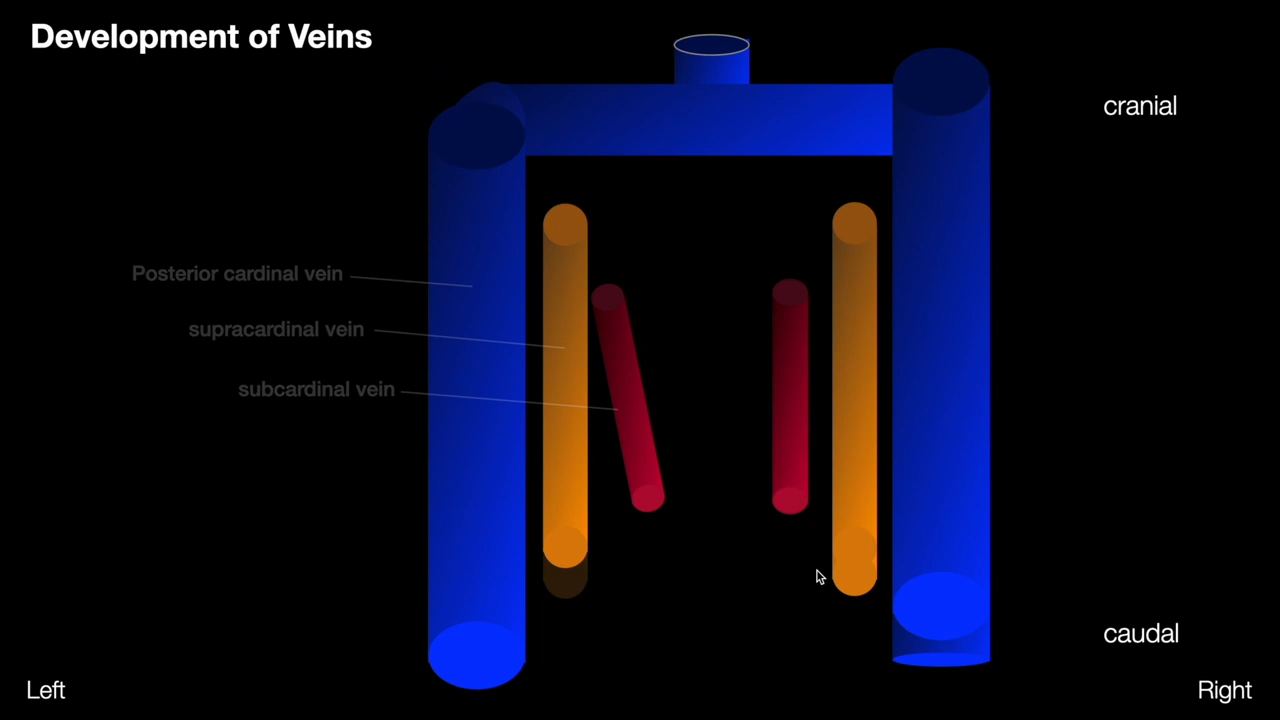 Development of Veins
cranial
Posterior cardinal vein
supracardinal vein
subcardinal vein
caudal
Left
Right